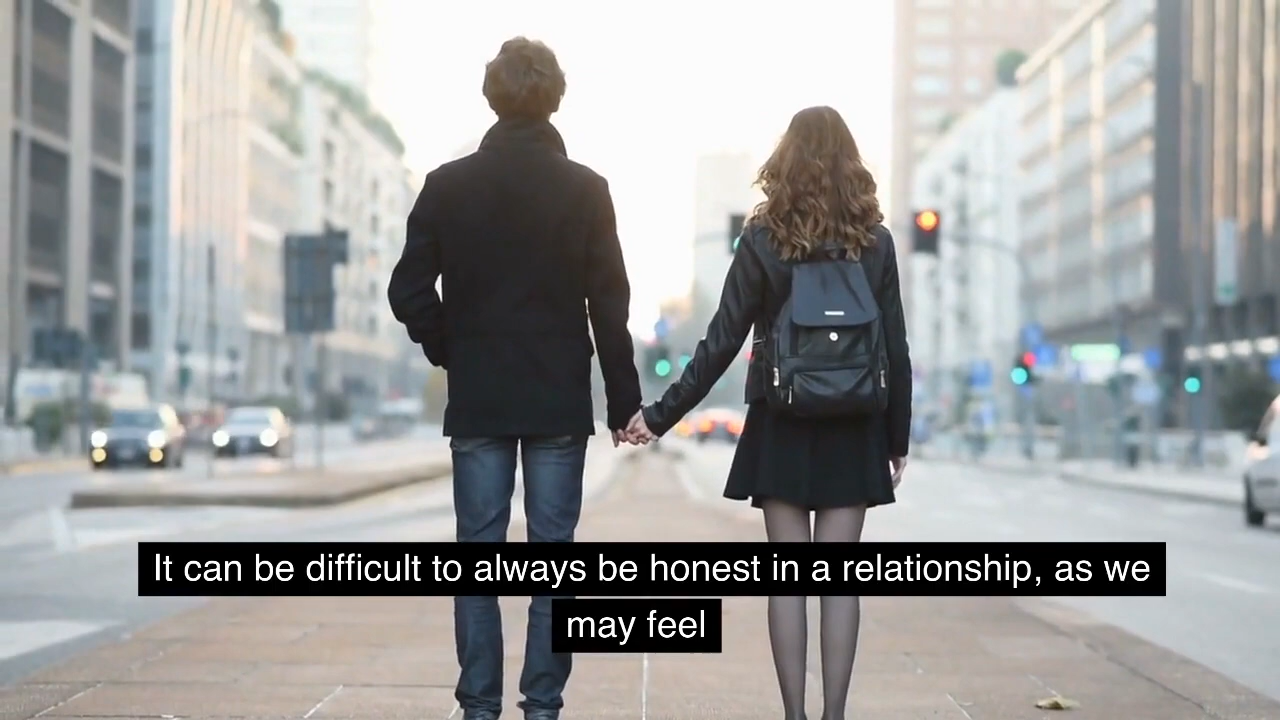 It can be difficult to always be honest in a relationship, as we
may feel